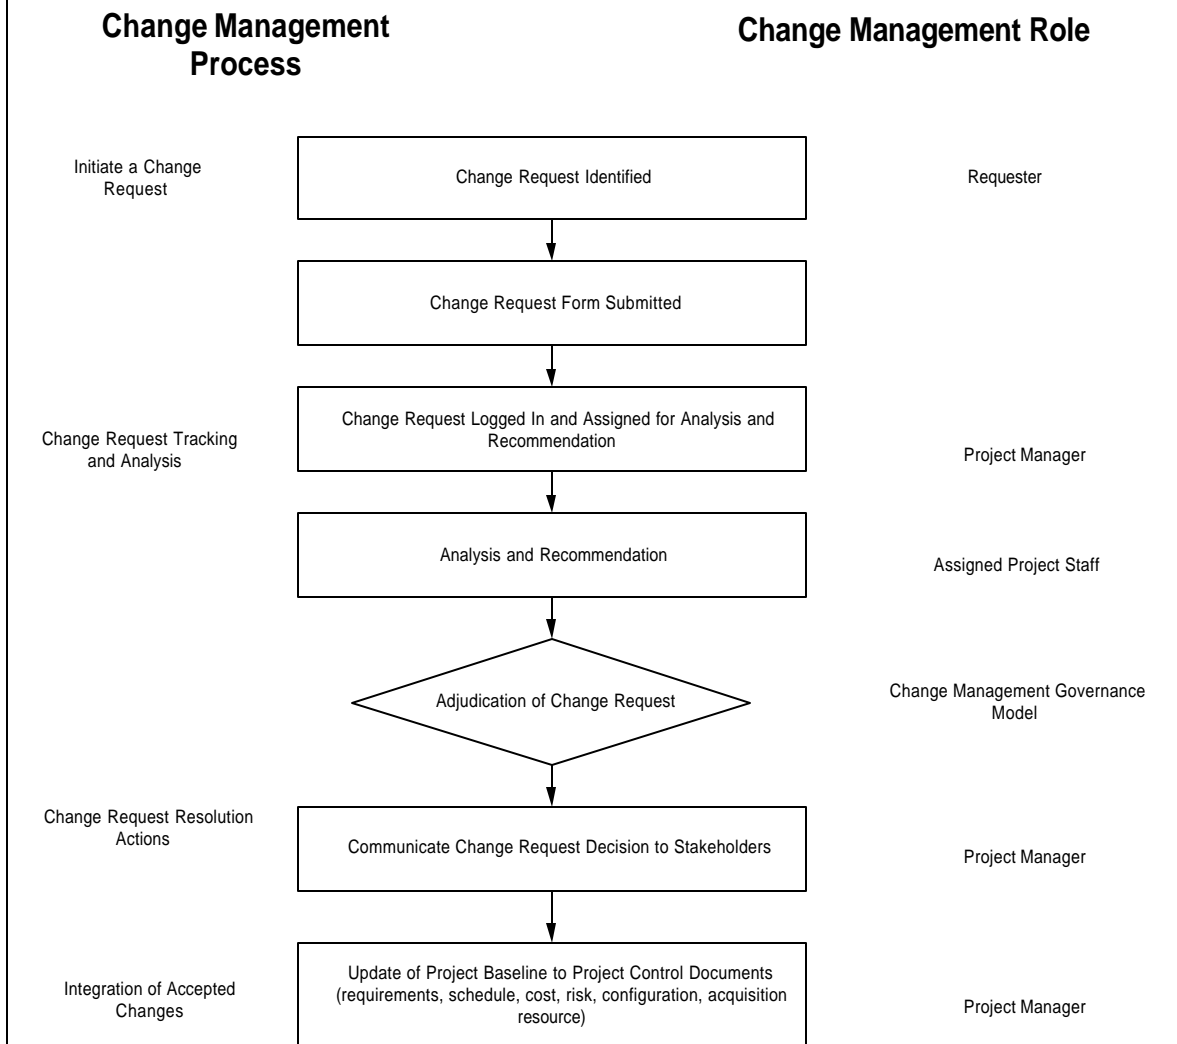 Change Management
Process
Change Management Role
Initiate a Change
Request
Change Request Identified
Requester
Change Request Form Submitted
Change Request Tracking
and Analysis
Change Request Logged In and Assigned for Analysis and
Recommendation
Project Manager
Analysis and Recommendation
Assigned Project Staff
Adjudication of Change Request
Change Management Governance
Model
Change Request Resolution
Actions
Communicate Change Request Decision to Stakeholders
Project Manager
Integration of Accepted
Changes
Update of Project Baseline to Project Control Documents
(requirements, schedule, cost, risk, configuration, acquisition
resource)
Project Manager